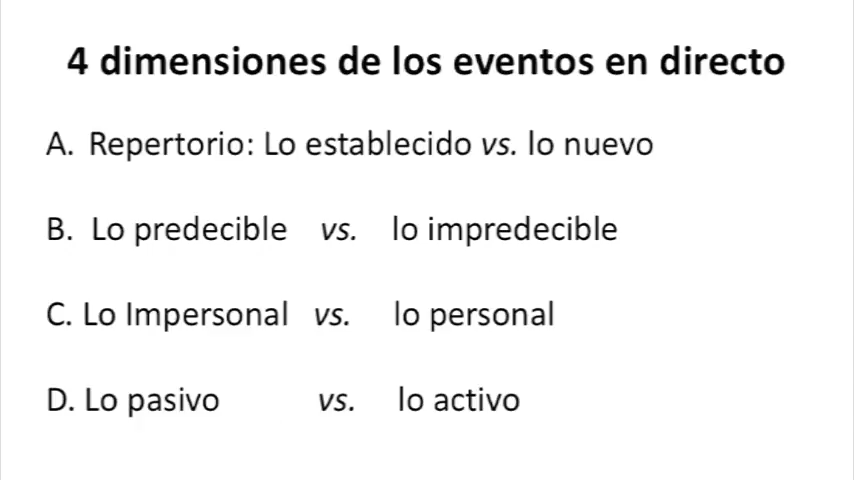 4 dimensiones de los eventos en directo
A. Repertorio: Lo establecido vs. lo nuevo
B. Lo predecible vs. lo impredecible
C. Lo Impersonal vs. lo personal
D. Lo pasivo vs. lo activo